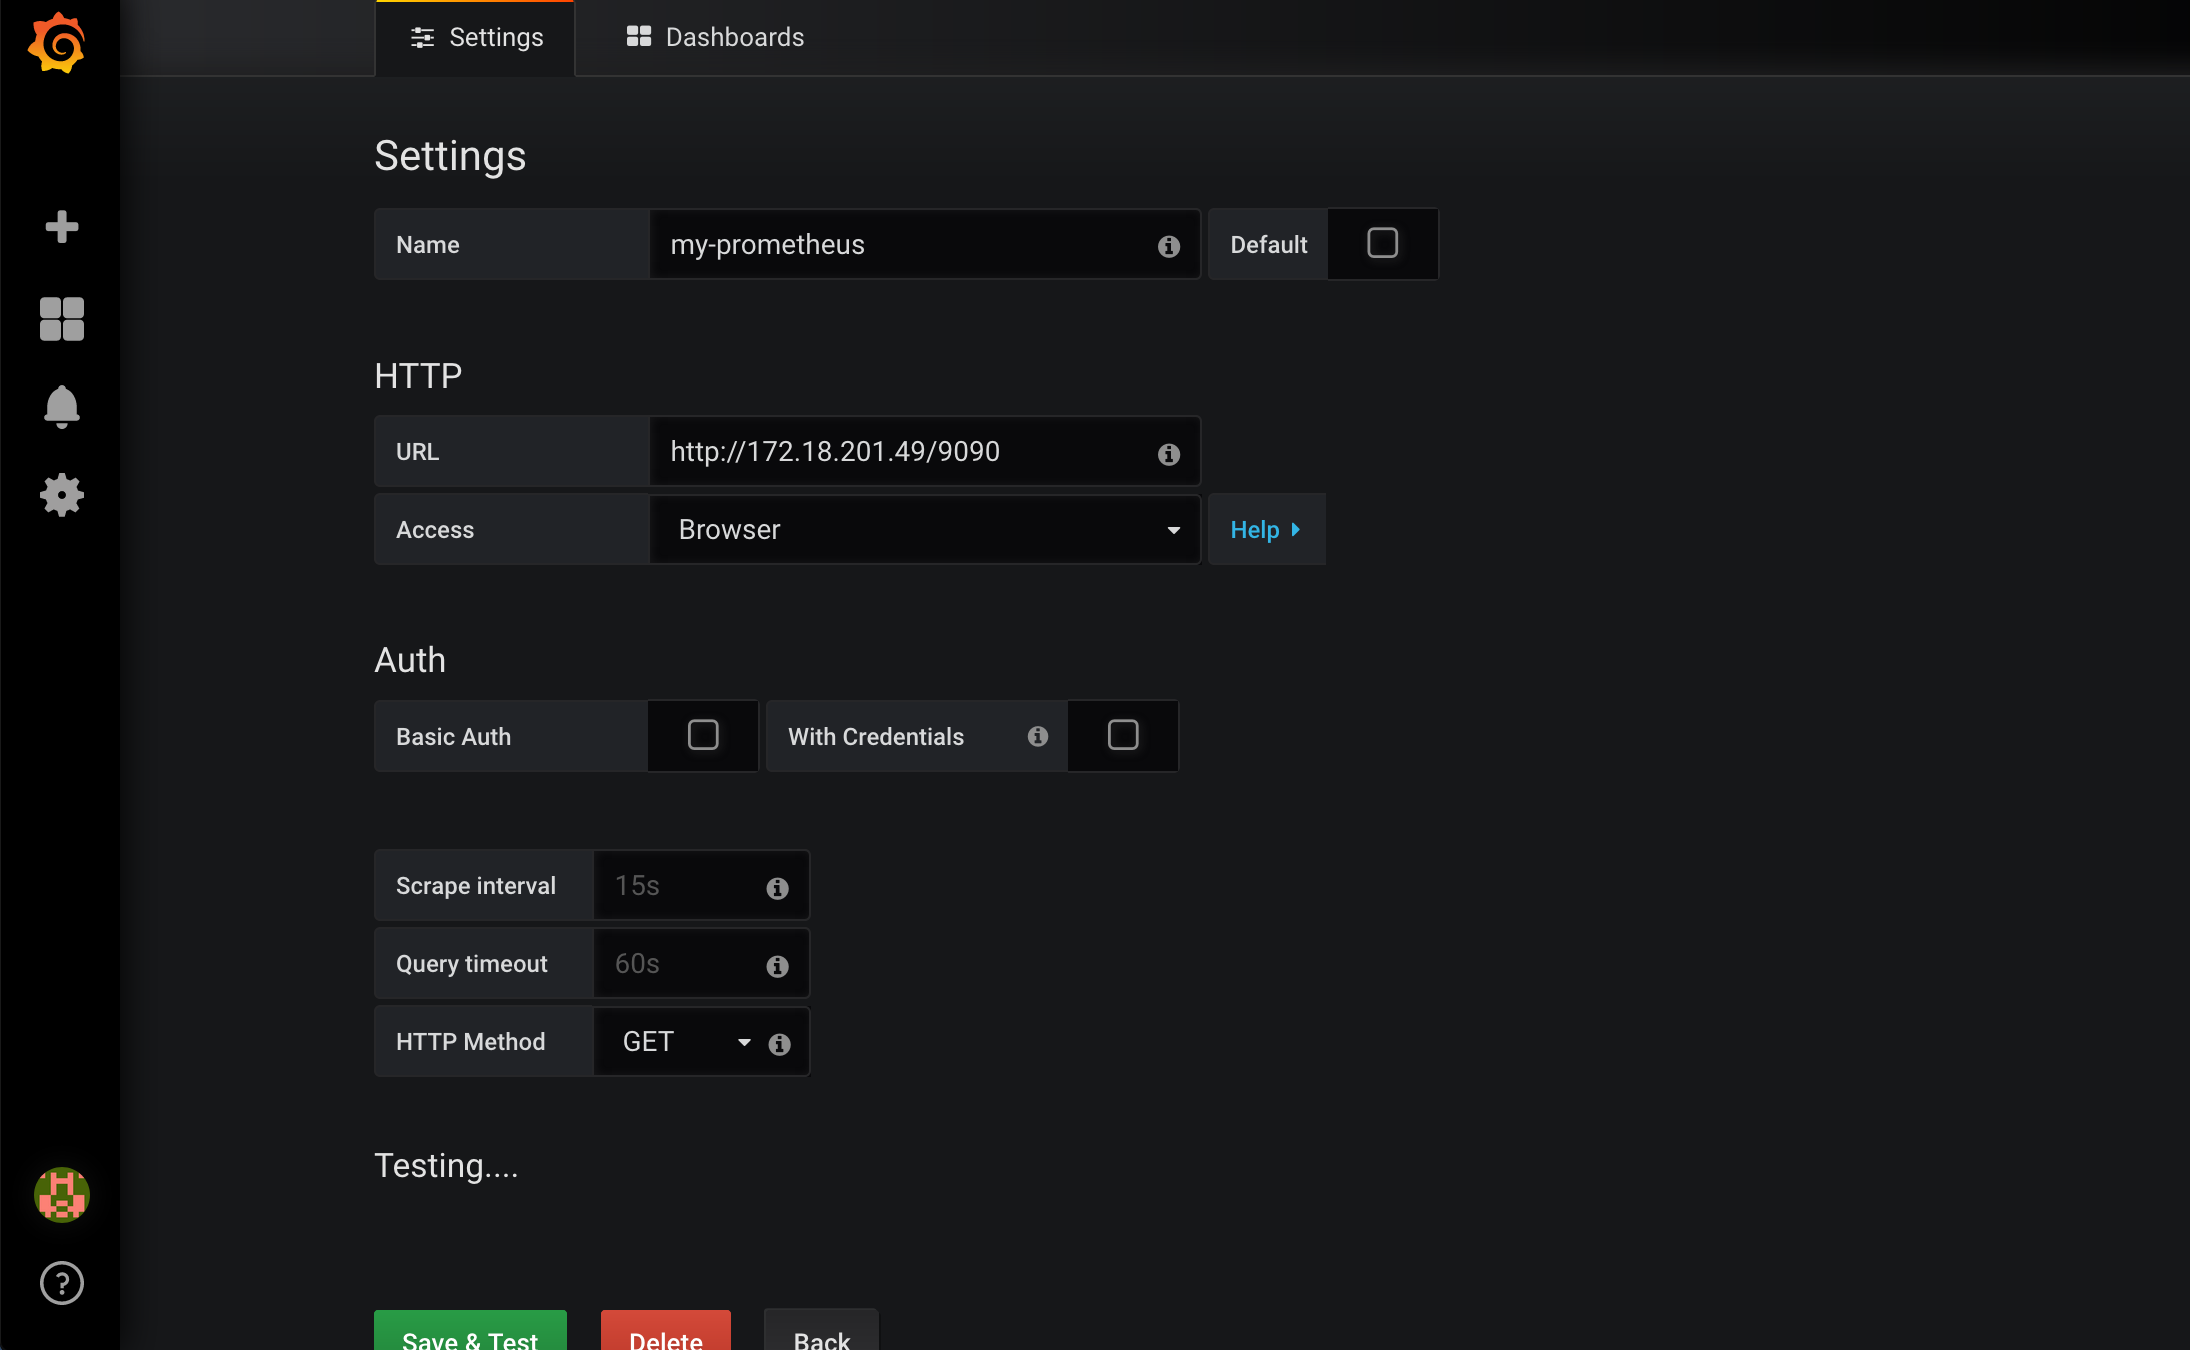 Settings
Dashboards
Settings
Name
my-prometheus
Default
HTTP
URL
http://172.18.201.49/9090
Access
Browser
Help
Auth
Basic Auth
With Credentials
Scrape interval
15s
Query timeout
60s
HTTP Method
GET
Testing....
Save & Test
Delete
Back